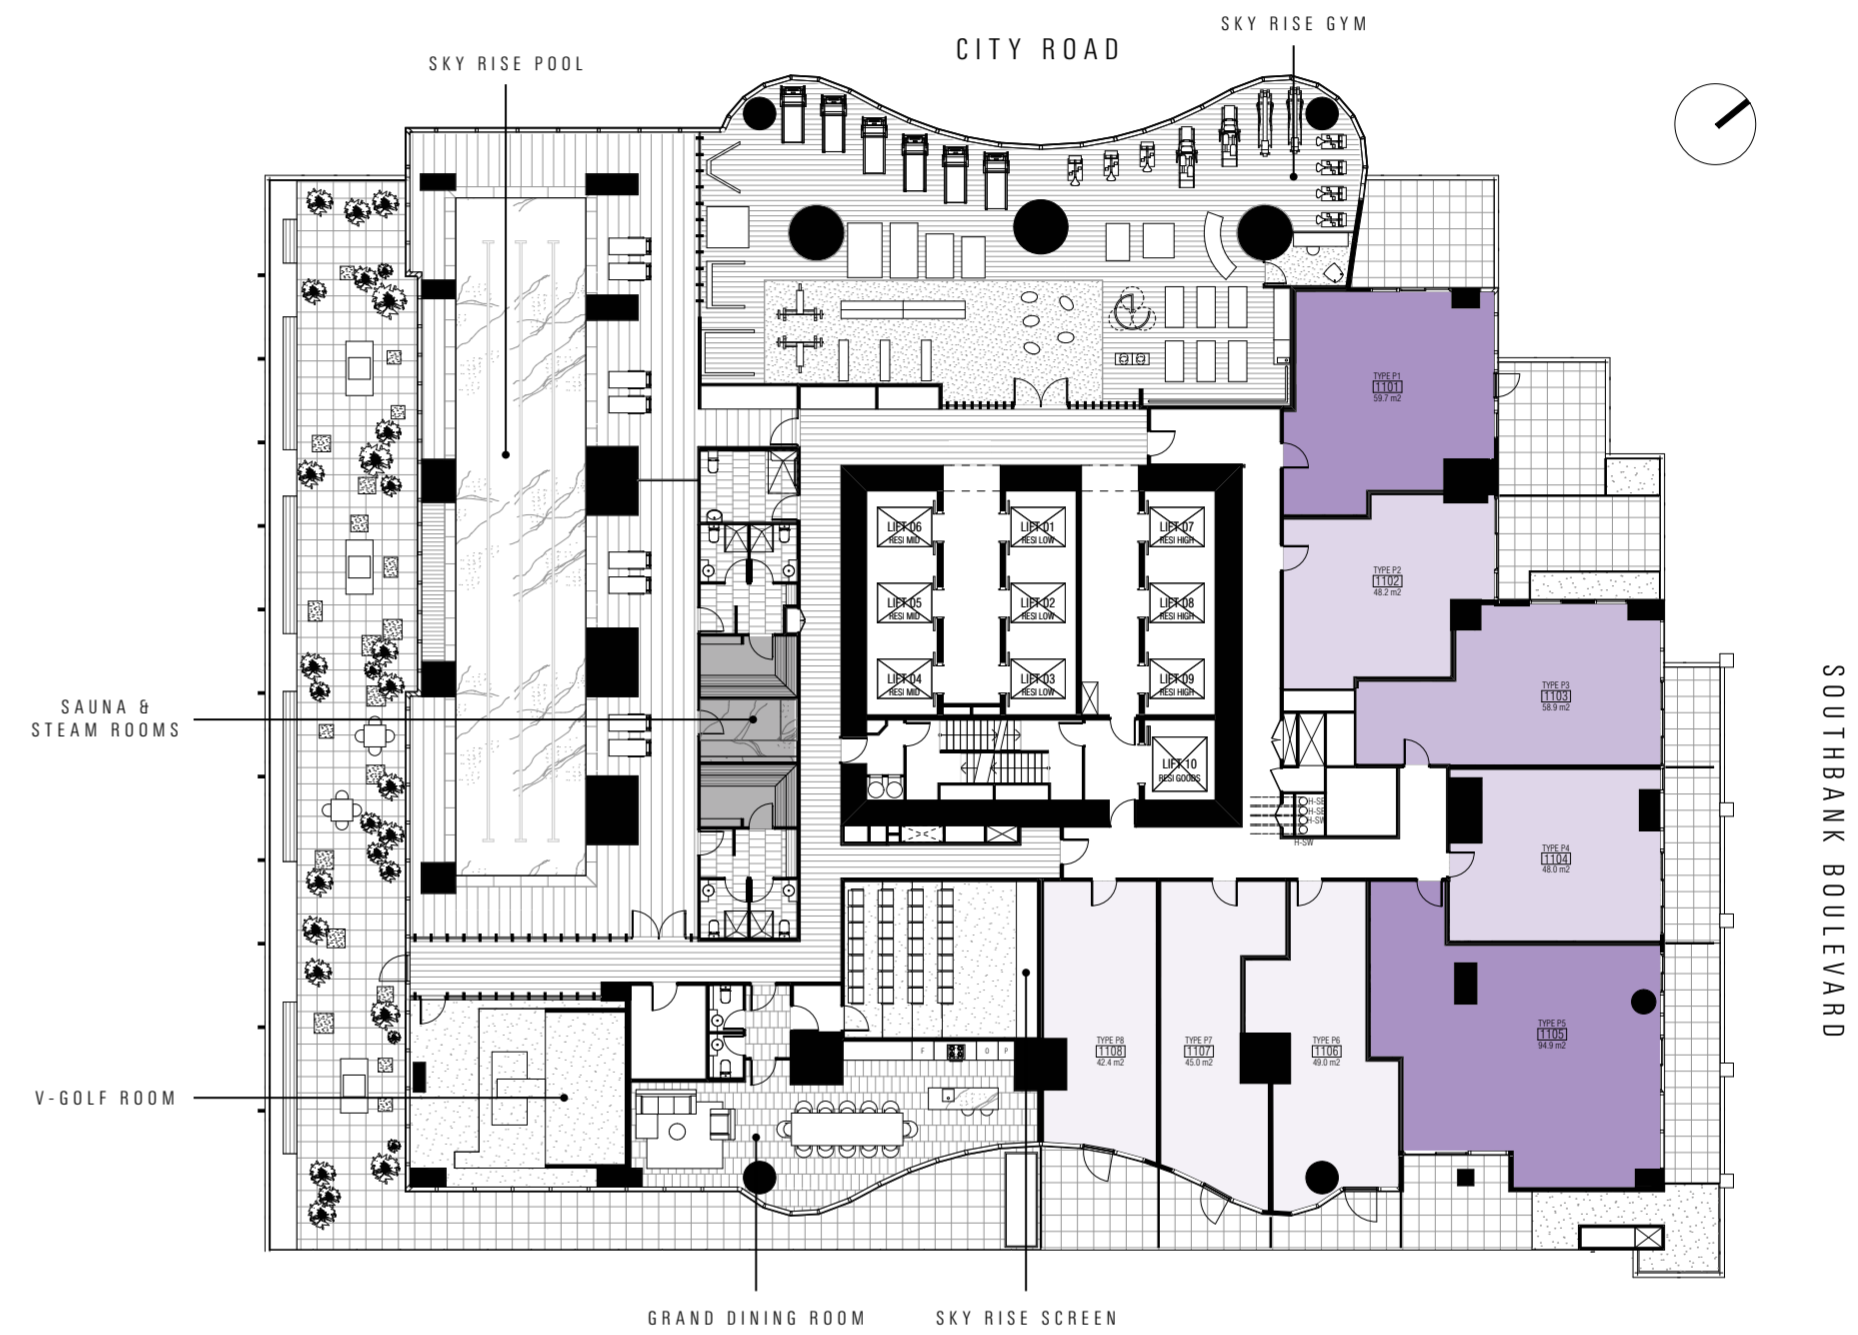 SKY RISE GYM
CITY ROAD
SKY RISE POOL
TYPE P1
1101
59.7 m2
LIFT 06
RESI MID
LIFT 01
RESI LOW
LIFT 07
RESI HIGH
TYPE P2
1102
48.2 m2
LIFT 05
RESI MID
LIFT 02
RESI LOW
LIFT 08
RESI HIGH
LIFT 04
RESI MID
LIFT 03
RESI LOW
LIFT 09
RESI HIGH
TYPE P3
1103
58.9 m2
SAUNA &
STEAM ROOMS
LIFT 10
RESI GOODS
H-SE
H-SE
H-SW
H-SW
SOUTHBANK BOULEVARD
TYPE P4
1104
48.0 m2
TYPE P5
1105
94.9 m2
F
O
P
TYPE P8
1108
42.4 m2
TYPE P7
1107
45.0 m2
TYPE P6
1106
49.0 m2
V-GOLF ROOM
GRAND DINING ROOM
SKY RISE SCREEN